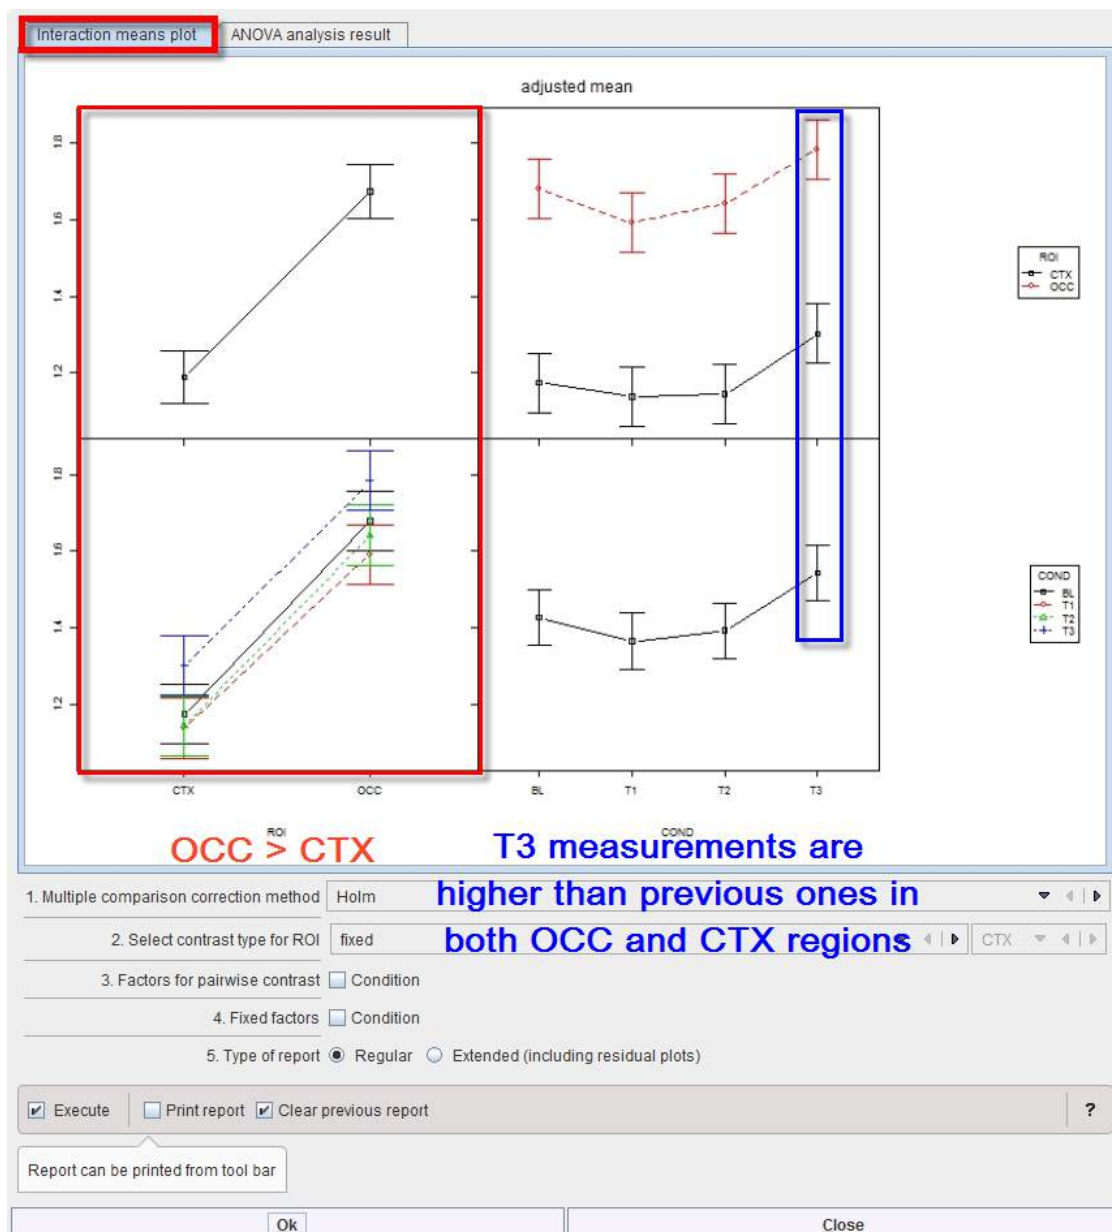 Interaction means plot
ANOVA analysis result
adjusted mean
1.8
1.6
1.4
1.2
ROI
CTX
OCC
1.8
1.6
1.4
1.2
COND
BL
T1
T2
T3
CTX OCC
BL T1 T2 T3
ROI
COND
OCC > CTX
T3 measurements are
higher than previous ones in
both OCC and CTX regions
1. Multiple comparison correction method Holm
2. Select contrast type for ROI fixed CTX
3. Factors for pairwise contrast Condition
4. Fixed factors Condition
5. Type of report Regular Extended (including residual plots)
Execute Print report Clear previous report ?
Report can be printed from tool bar
Ok Close